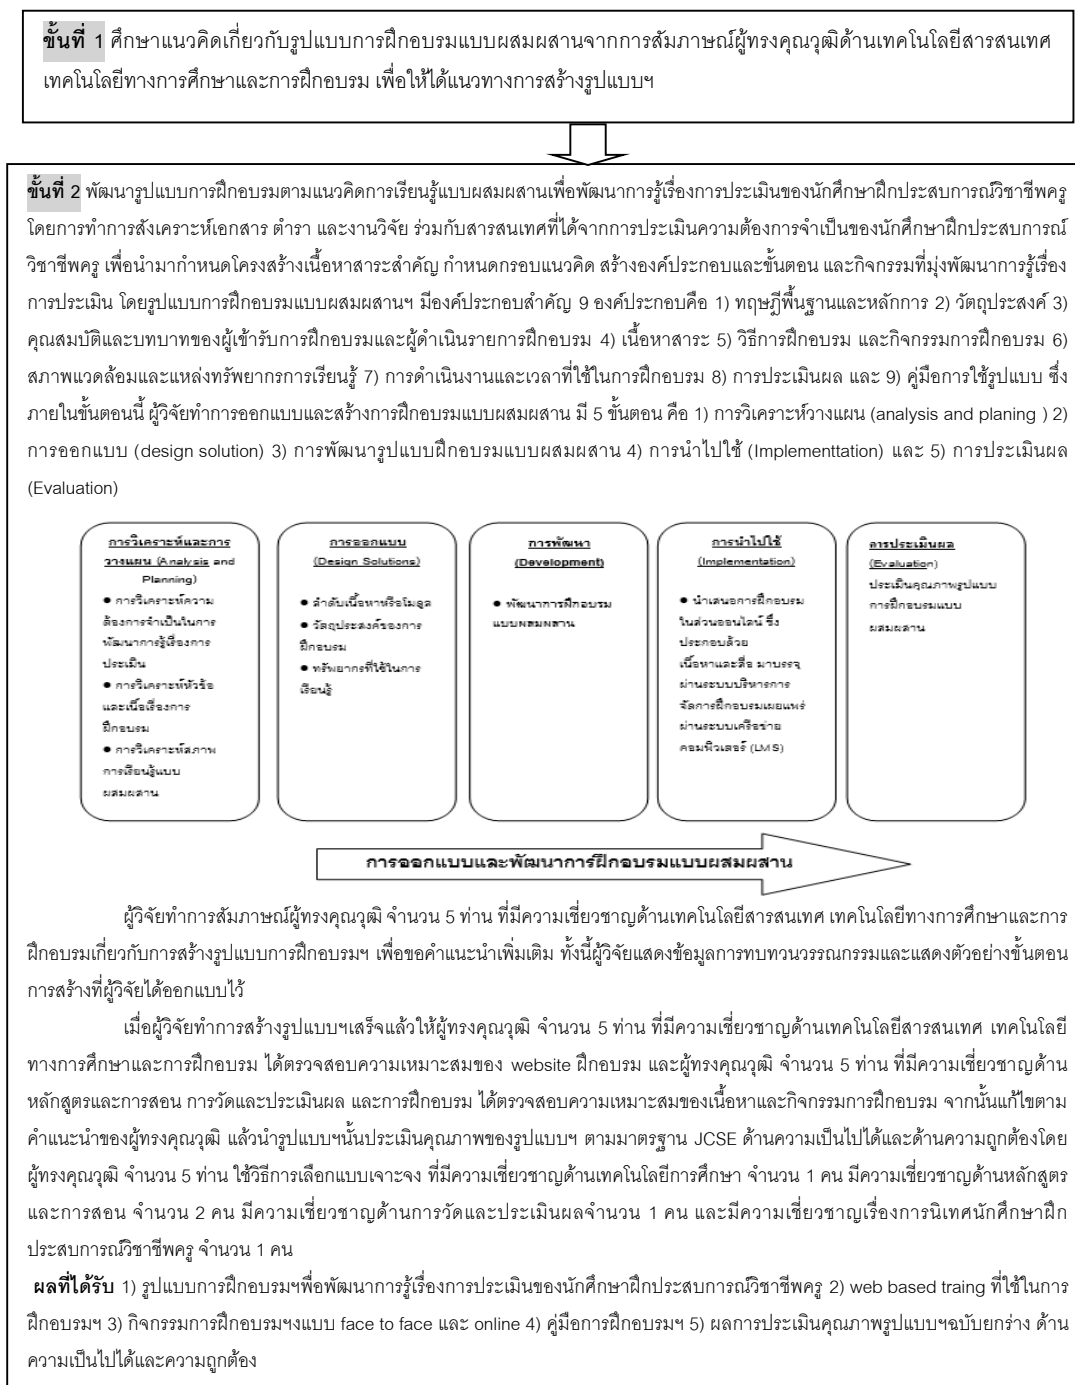 ขั้นที่ 1 ศึกษาแนวคิดเกี่ยวกับรูปแบบการฝึกอบรมแบบผสมผสานจากการสัมภาษณ์ผู้ทรงคุณวุฒิด้านเทคโนโลยีสารสนเทศ
เทคโนโลยีทางการศึกษาและการฝึกอบรม เพื่อให้ได้แนวทางการสร้างรูปแบบฯ
ขั้นที่ 2 พัฒนารูปแบบการฝึกอบรมตามแนวคิดการเรียนรู้แบบผสมผสานเพื่อพัฒนาการรู้เรื่องการประเมินของนักศึกษาฝึกประสบการณ์วิชาชีพครู
โดยการทำการสังเคราะห์เอกสาร ตำรา และงานวิจัย ร่วมกับสารสนเทศที่ได้จากการประเมินความต้องการจำเป็นของนักศึกษาฝึกประสบการณ์
วิชาชีพครู เพื่อนำมากำหนดโครงสร้างเนื้อหาสาระสำคัญ กำหนดกรอบแนวคิด สร้างองค์ประกอบและขั้นตอน และกิจกรรมที่มุ่งพัฒนาการรู้เรื่อง
การประเมิน โดยรูปแบบการฝึกอบรมแบบผสมผสานฯ มีองค์ประกอบสำคัญ 9 องค์ประกอบคือ 1) ทฤษฎีพื้นฐานและหลักการ 2) วัตถุประสงค์ 3)
คุณสมบัติและบทบาทของผู้เข้ารับการฝึกอบรมและผู้ดำเนินรายการฝึกอบรม 4) เนื้อหาสาระ 5) วิธีการฝึกอบรม และกิจกรรมการฝึกอบรม 6)
สภาพแวดล้อมและแหล่งทรัพยากรการเรียนรู้ 7) การดำเนินงานและเวลาที่ใช้ในการฝึกอบรม 8) การประเมินผล และ 9) คู่มือการใช้รูปแบบ ซึ่ง
ภายในขั้นตอนนี้ ผู้วิจัยทำการออกแบบและสร้างการฝึกอบรมแบบผสมผสาน มี 5 ขั้นตอน คือ 1) การวิเคราะห์วางแผน (analysis and planing ) 2)
การออกแบบ (design solution) 3) การพัฒนารูปแบบฝึกอบรมแบบผสมผสาน 4) การนำไปใช้ (Implementtation) และ 5) การประเมินผล
(Evaluation)
การวิเคราะห์และการ
วางแผน (Analysis and
Planning)
● การวิเคราะห์ความ
ต้องการจำเป็นในการ
พัฒนาการรู้เรื่องการ
ประเมิน
● การวิเคราะห์หัวข้อ
และเนื้อเรื่องการ
ฝึกอบรม
● การวิเคราะห์สภาพ
การเรียนรู้แบบ
ผสมผสาน
การออกแบบ
(Design Solutions)
● ลำดับเนื้อหาหรือโมดูล
● วัตถุประสงค์ของการ
ฝึกอบรม
● ทรัพยากรที่ใช้ในการ
เรียนรู้
การพัฒนา
(Development)
● พัฒนาการฝึกอบรม
แบบผสมผสาน
การนำไปใช้
(Implementation)
● นำเสนอการฝึกอบรม
ในส่วนออนไลน์ ซึ่ง
ประกอบด้วย
เนื้อหาและสื่อ มาบรรจุ
ผ่านระบบบริหารการ
จัดการฝึกอบรมเผยแพร่
ผ่านระบบเครือข่าย
คอมพิวเตอร์ (LMS)
การประเมินผล
(Evaluation)
ประเมินคุณภาพรูปแบบ
การฝึกอบรมแบบ
ผสมผสาน
การออกแบบและพัฒนาการฝึกอบรมแบบผสมผสาน
ผู้วิจัยทำการสัมภาษณ์ผู้ทรงคุณวุฒิ จำนวน 5 ท่าน ที่มีความเชี่ยวชาญด้านเทคโนโลยีสารสนเทศ เทคโนโลยีทางการศึกษาและการ
ฝึกอบรมเกี่ยวกับการสร้างรูปแบบการฝึกอบรมฯ เพื่อขอคำแนะนำเพิ่มเติม ทั้งนี้ผู้วิจัยแสดงข้อมูลการทบทวนวรรณกรรมและแสดงตัวอย่างขั้นตอน
การสร้างที่ผู้วิจัยได้ออกแบบไว้
เมื่อผู้วิจัยทำการสร้างรูปแบบฯเสร็จแล้วให้ผู้ทรงคุณวุฒิ จำนวน 5 ท่าน ที่มีความเชี่ยวชาญด้านเทคโนโลยีสารสนเทศ เทคโนโลยี
ทางการศึกษาและการฝึกอบรม ได้ตรวจสอบความเหมาะสมของ website ฝึกอบรม และผู้ทรงคุณวุฒิ จำนวน 5 ท่าน ที่มีความเชี่ยวชาญด้าน
หลักสูตรและการสอน การวัดและประเมินผล และการฝึกอบรม ได้ตรวจสอบความเหมาะสมของเนื้อหาและกิจกรรมการฝึกอบรม จากนั้นแก้ไขตาม
คำแนะนำของผู้ทรงคุณวุฒิ แล้วนำรูปแบบฯนั้นประเมินคุณภาพของรูปแบบฯ ตามมาตรฐาน JCSE ด้านความเป็นไปได้และด้านความถูกต้องโดย
ผู้ทรงคุณวุฒิ จำนวน 5 ท่าน ใช้วิธีการเลือกแบบเจาะจง ที่มีความเชี่ยวชาญด้านเทคโนโลยีการศึกษา จำนวน 1 คน มีความเชี่ยวชาญด้านหลักสูตร
และการสอน จำนวน 2 คน มีความเชี่ยวชาญด้านการวัดและประเมินผลจำนวน 1 คน และมีความเชี่ยวชาญเรื่องการนิเทศนักศึกษาฝึก
ประสบการณ์วิชาชีพครู จำนวน 1 คน
ผลที่ได้รับ 1) รูปแบบการฝึกอบรมฯพื่อพัฒนาการรู้เรื่องการประเมินของนักศึกษาฝึกประสบการณ์วิชาชีพครู 2) web based traing ที่ใช้ในการ
ฝึกอบรมฯ 3) กิจกรรมการฝึกอบรมฯงแบบ face to face และ online 4) คู่มือการฝึกอบรมฯ 5) ผลการประเมินคุณภาพรูปแบบฯฉบับยกร่าง ด้าน
ความเป็นไปได้และความถูกต้อง